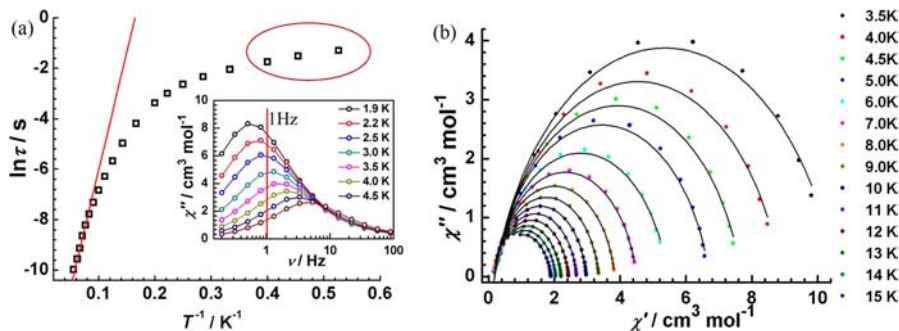 (a)
0
-2
-4
-6
-8
-10
ln τ / s
0.1 0.2 0.3 0.4 0.5 0.6
T⁻¹ / K⁻¹
10
8
6
4
2
0
χ″ / cm³ mol⁻¹
0.1 1 10 100
ν / Hz
1Hz
1.9 K
2.2 K
2.5 K
3.0 K
3.5 K
4.0 K
4.5 K
(b)
4
3
2
1
0
χ″ / cm³ mol⁻¹
0 2 4 6 8 10
χ′ / cm³ mol⁻¹
3.5K
4.0K
4.5K
5.0K
6.0K
7.0K
8.0K
9.0K
10 K
11 K
12 K
13 K
14 K
15 K